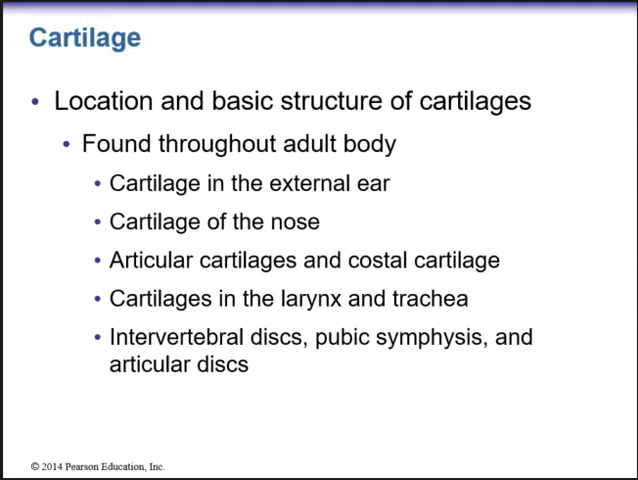 Cartilage
• Location and basic structure of cartilages
• Found throughout adult body
• Cartilage in the external ear
• Cartilage of the nose
• Articular cartilages and costal cartilage
• Cartilages in the larynx and trachea
• Intervertebral discs, pubic symphysis, and
articular discs
© 2014 Pearson Education, Inc.